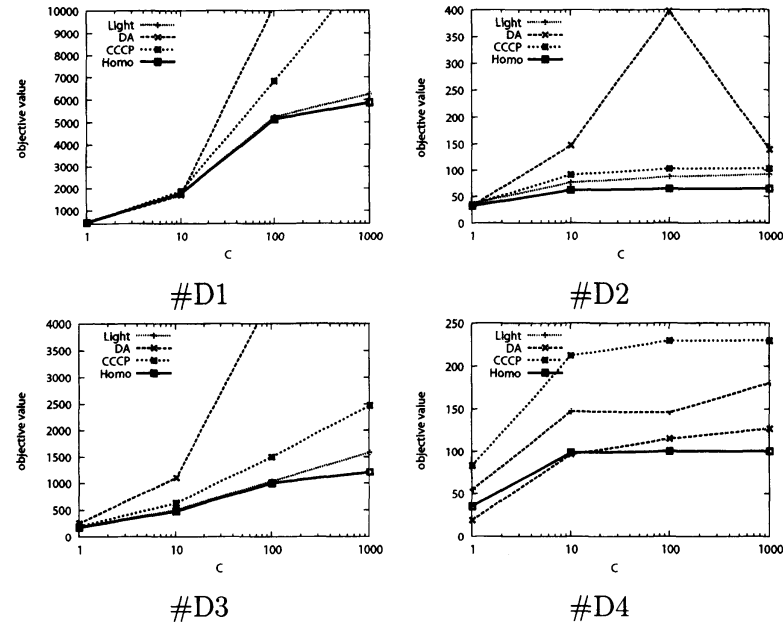 10000
9000
8000
7000
6000
5000
4000
3000
2000
1000
objective value
Light
DA
CCCP
Homo
1
10
100
1000
C
#D1
400
350
300
250
200
150
100
50
0
objective value
Light
DA
CCCP
Homo
1
10
100
1000
C
#D2
4000
3500
3000
2500
2000
1500
1000
500
0
objective value
Light
DA
CCCP
Homo
1
10
100
1000
C
#D3
250
200
150
100
50
0
objective value
Light
DA
CCCP
Homo
1
10
100
1000
C
#D4